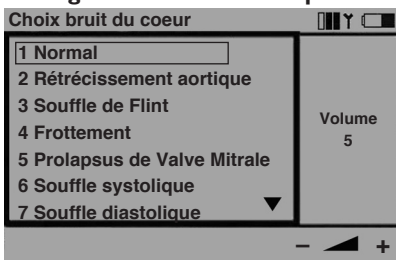 Choix bruit du coeur
1 Normal
2 Rétrécissement aortique
3 Souffle de Flint
4 Frottement
5 Prolapsus de Valve Mitrale
6 Souffle systolique
7 Souffle diastolique
Volume
5
- +